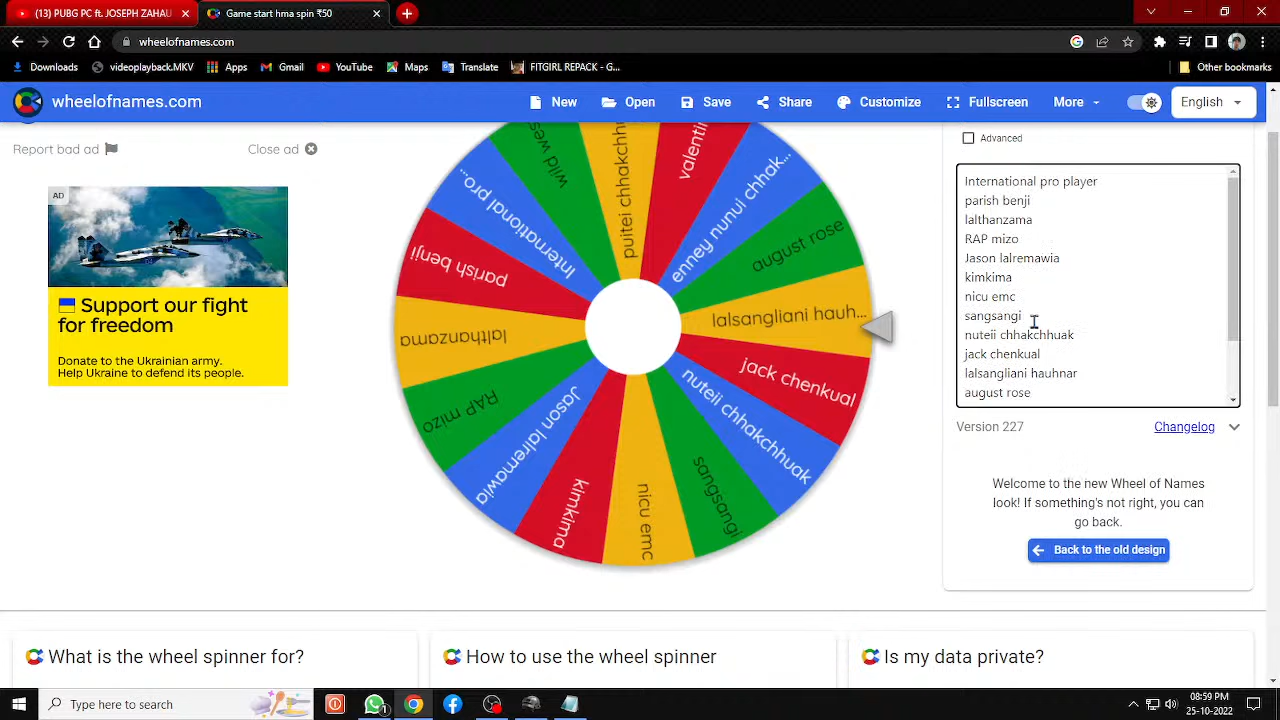 (13) PUBG PC ft. JOSEPH ZAHAU
Game start hma spin ₹50
wheelofnames.com
Downloads
videoplayback.MKV
Apps
Gmail
YouTube
Maps
Translate
FITGIRL REPACK - G...
Other bookmarks
wheelofnames.com
New
Open
Save
Share
Customize
Fullscreen
More
English
Report bad ad
Close ad
AD
Support our fight
for freedom
Donate to the Ukrainian army.
Help Ukraine to defend its people.
wild wes
puitei chhakchh
valentin
enney nunui chhak...
august rose
lalsangliani hauh...
jack chenkual
nuteii chhakchhuak
sangsangi
nicu emc
kimkima
Jason lalremawia
RAP mizo
lalthanzama
parish benji
International pro...
Advanced
International pro player
parish benji
lalthanzama
RAP mizo
Jason lalremawia
kimkima
nicu emc
sangsangi
nuteii chhakchhuak
jack chenkual
lalsangliani hauhnar
august rose
Version 227
Changelog
Welcome to the new Wheel of Names
look! If something's not right, you can
go back.
Back to the old design
What is the wheel spinner for?
How to use the wheel spinner
Is my data private?
Type here to search
08:59 PM
25-10-2022